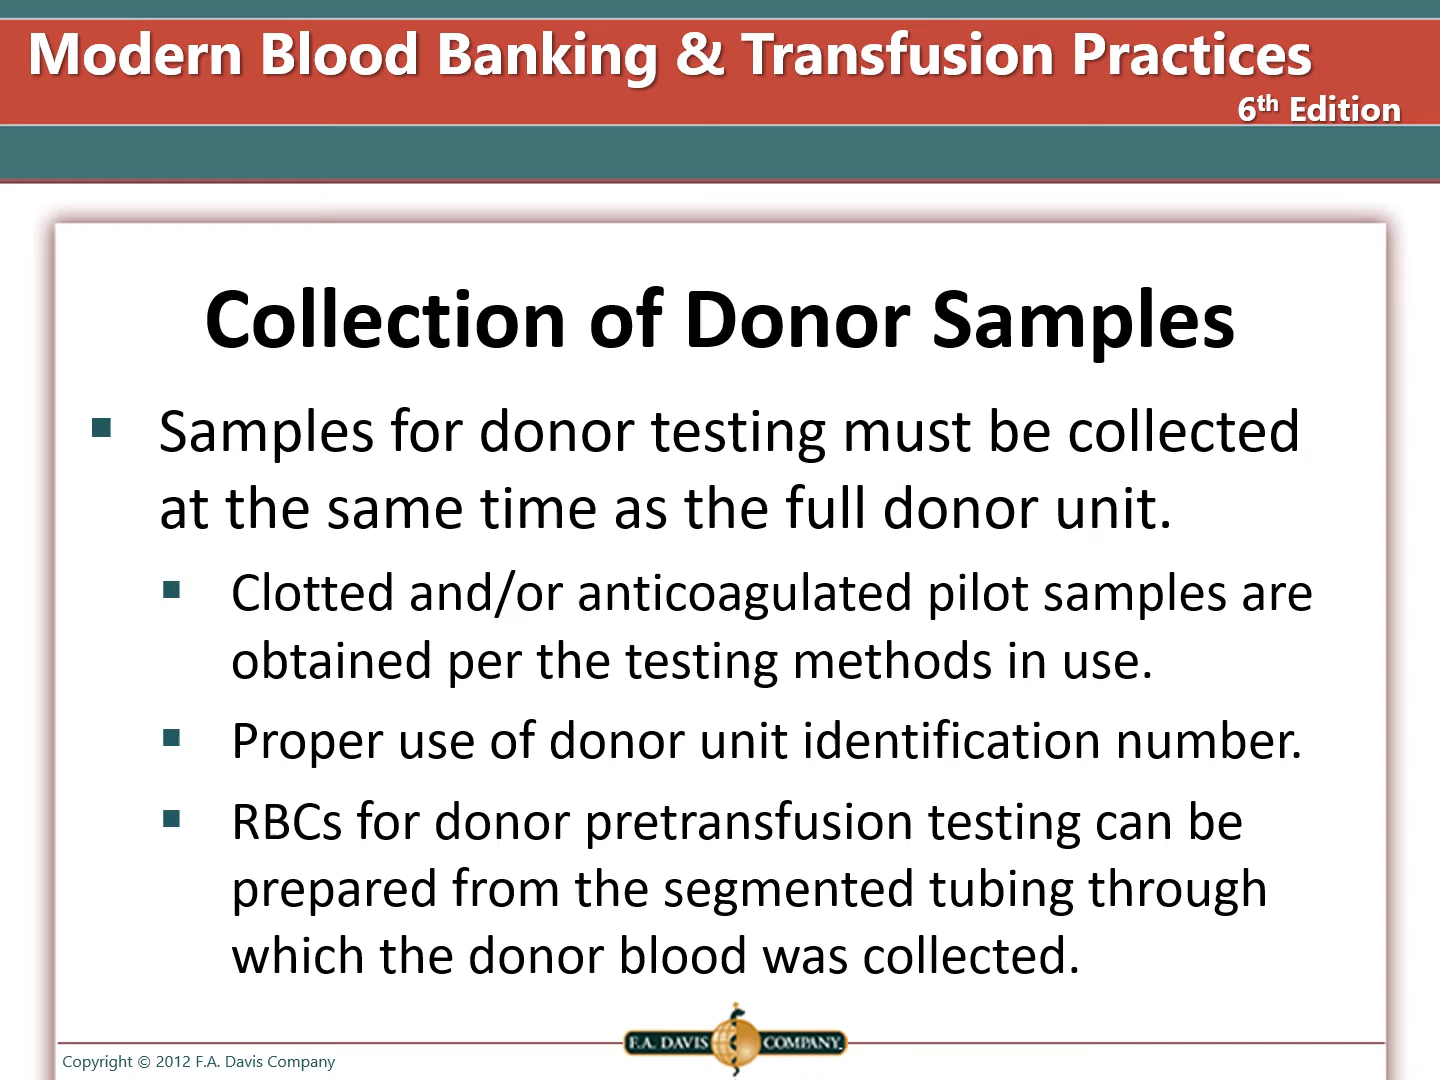 Modern Blood Banking & Transfusion Practices
6th Edition
Collection of Donor Samples
▪ Samples for donor testing must be collected
at the same time as the full donor unit.
▪ Clotted and/or anticoagulated pilot samples are
obtained per the testing methods in use.
▪ Proper use of donor unit identification number.
▪ RBCs for donor pretransfusion testing can be
prepared from the segmented tubing through
which the donor blood was collected.
F.A. DAVIS COMPANY
Copyright © 2012 F.A. Davis Company